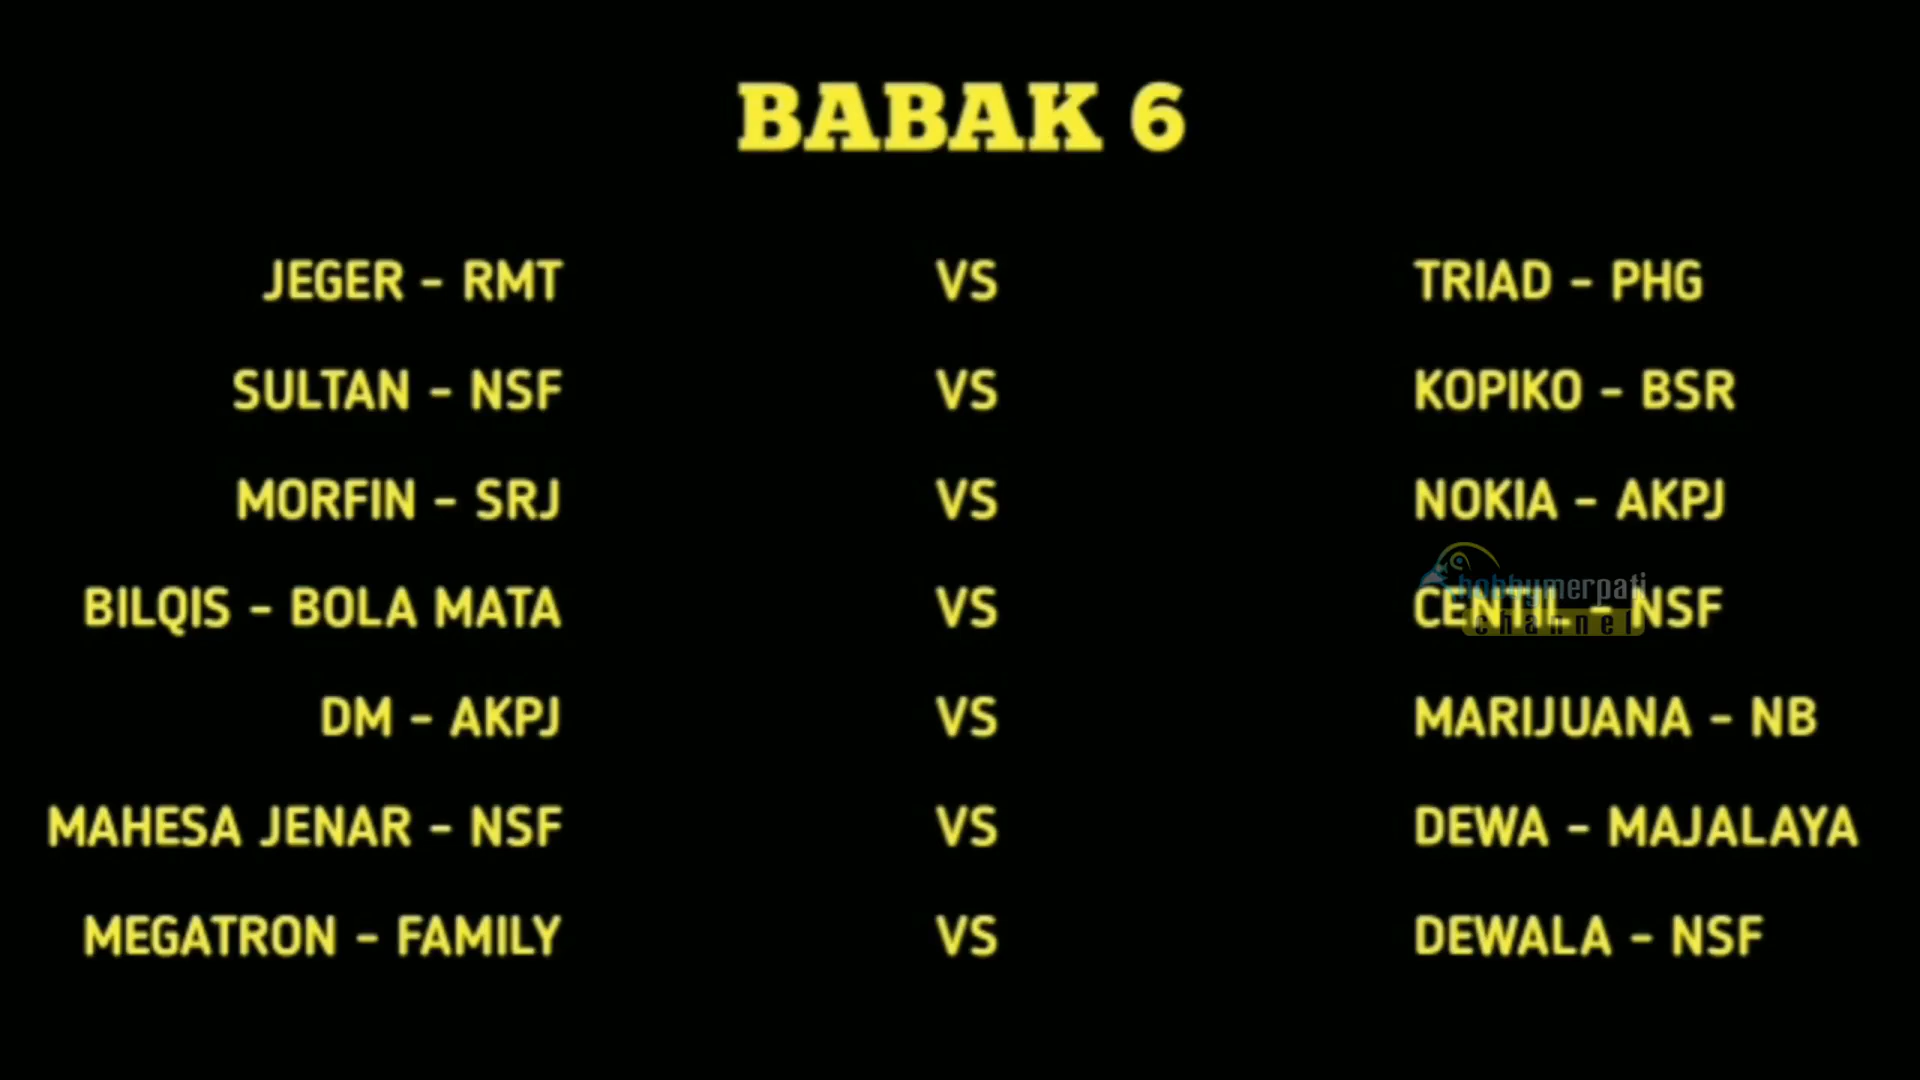 BABAK 6
JEGER - RMT VS TRIAD - PHG
SULTAN - NSF VS KOPIKO - BSR
MORFIN - SRJ VS NOKIA - AKPJ
BILQIS - BOLA MATA VS CENTIL - NSF
hobbymerpati
channel
DM - AKPJ VS MARIJUANA - NB
MAHESA JENAR - NSF VS DEWA - MAJALAYA
MEGATRON - FAMILY VS DEWALA - NSF